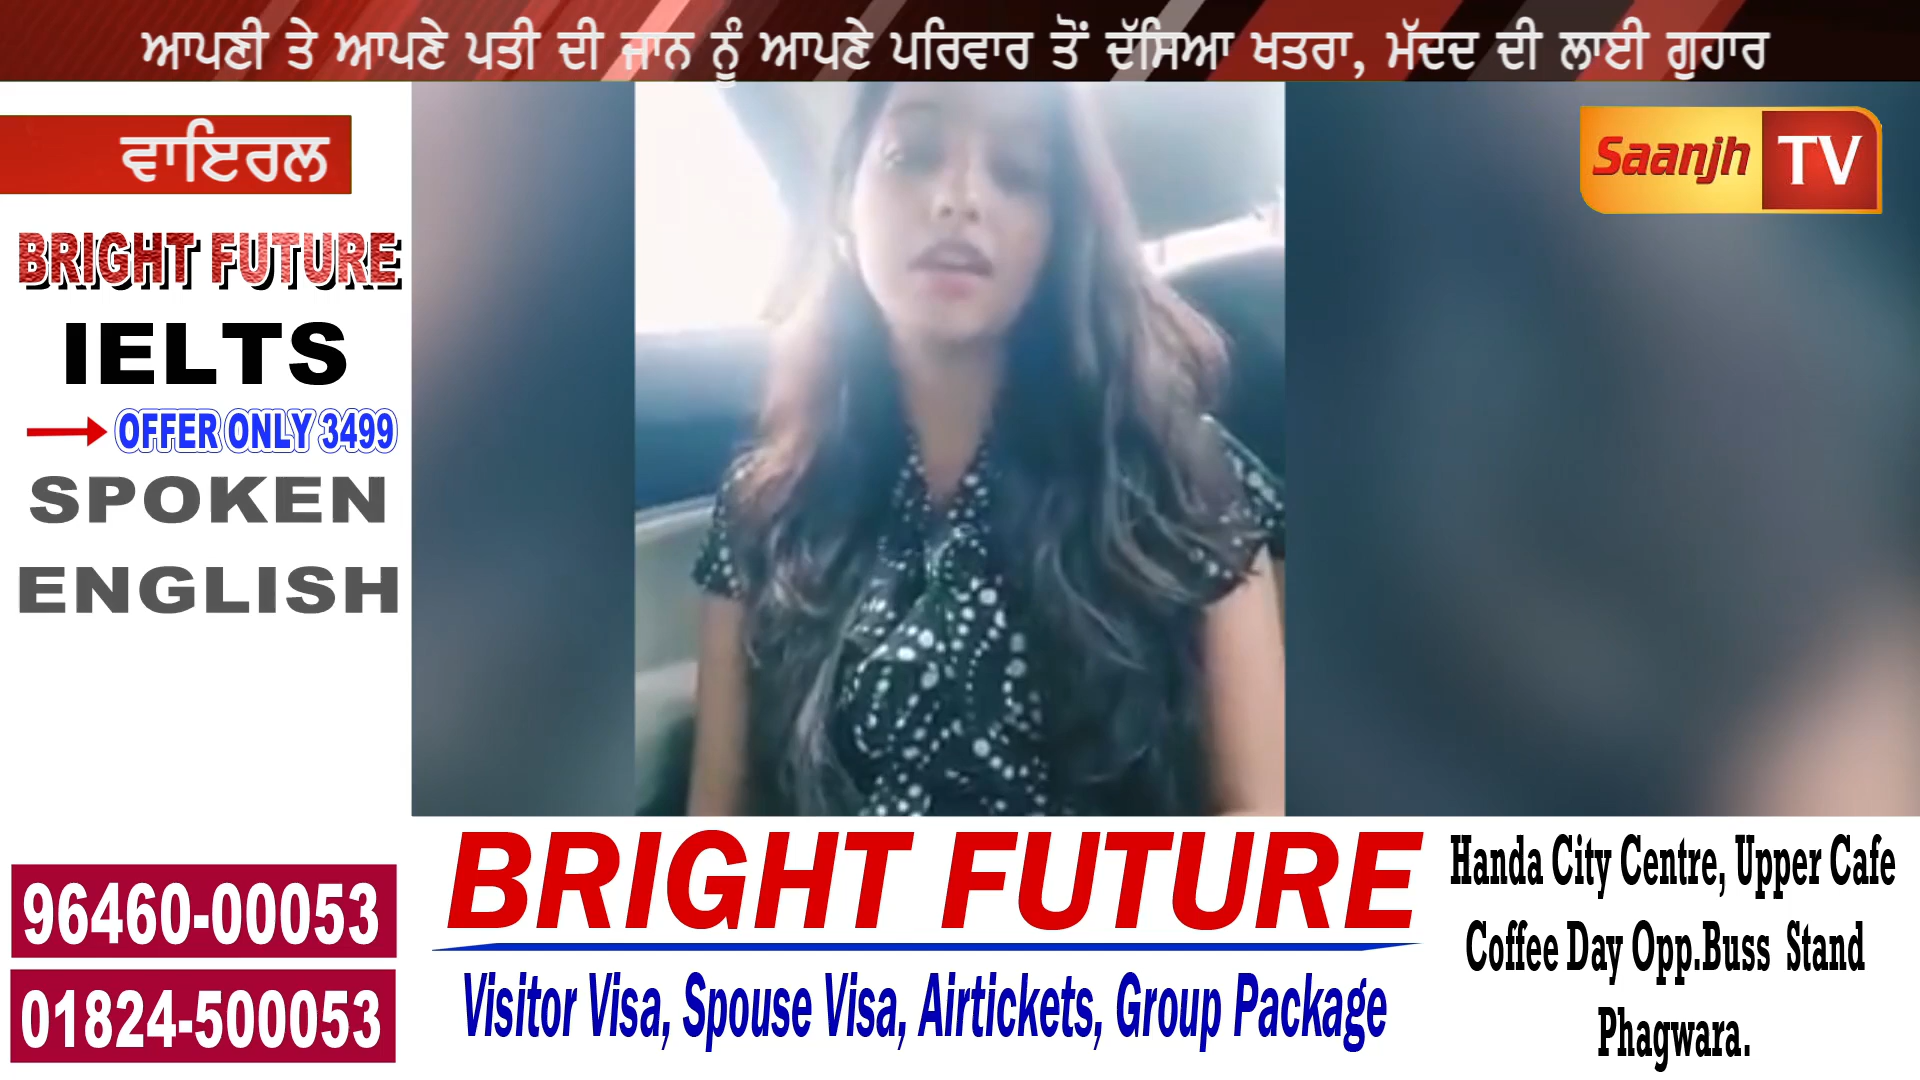 ਆਪਣੀ ਤੇ ਆਪਣੇ ਪਤੀ ਦੀ ਜਾਨ ਨੂੰ ਆਪਣੇ ਪਰਿਵਾਰ ਤੋਂ ਦੱਸਿਆ ਖਤਰਾ, ਮੱਦਦ ਦੀ ਲਾਈ ਗੁਹਾਰ
ਵਾਇਰਲ
Saanjh TV
BRIGHT FUTURE
IELTS
OFFER ONLY 3499
SPOKEN
ENGLISH
96460-00053
01824-500053
BRIGHT FUTURE
Visitor Visa, Spouse Visa, Airtickets, Group Package
Handa City Centre, Upper Cafe
Coffee Day Opp.Buss Stand
Phagwara.